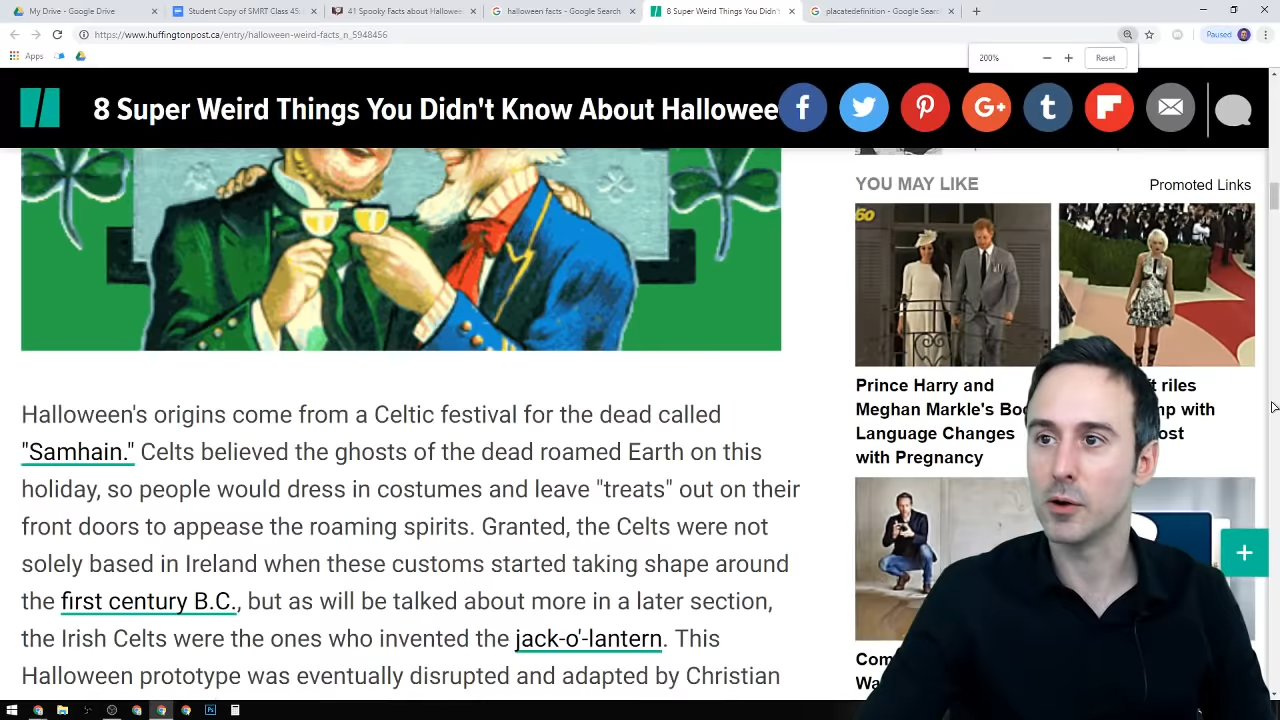 My Drive - Google Drive
Student Copy of SMRT Class 45:
41 Spooky Facts about Hallowee
halloween facts - Google Search
8 Super Weird Things You Didn't
placatedefinition - Google Searc
https://www.huffingtonpost.ca/entry/halloween-weird-facts_n_5948456
Paused
Apps
200%
Reset
8 Super Weird Things You Didn't Know About Hallowee
YOU MAY LIKE
Promoted Links
Prince Harry and
Meghan Markle's Bo
Language Changes
with Pregnancy
t riles
p with
ost
Com
Wa
Halloween's origins come from a Celtic festival for the dead called
"Samhain." Celts believed the ghosts of the dead roamed Earth on this
holiday, so people would dress in costumes and leave "treats" out on their
front doors to appease the roaming spirits. Granted, the Celts were not
solely based in Ireland when these customs started taking shape around
the first century B.C., but as will be talked about more in a later section,
the Irish Celts were the ones who invented the jack-o'-lantern. This
Halloween prototype was eventually disrupted and adapted by Christian